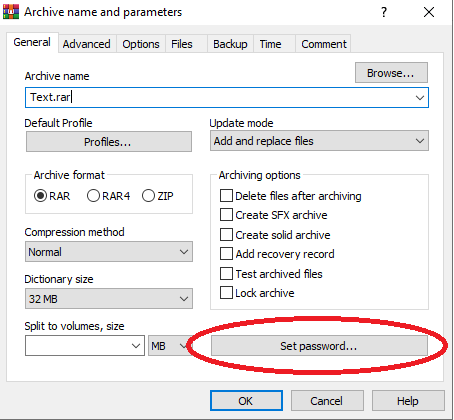 Archive name and parameters ?
General Advanced Options Files Backup Time Comment
Archive name
Browse...
Text.rar
Default Profile
Profiles...
Update mode
Add and replace files
Archive format
RAR RAR4 ZIP
Compression method
Normal
Dictionary size
32 MB
Split to volumes, size
MB
Archiving options
Delete files after archiving
Create SFX archive
Create solid archive
Add recovery record
Test archived files
Lock archive
Set password...
OK Cancel Help